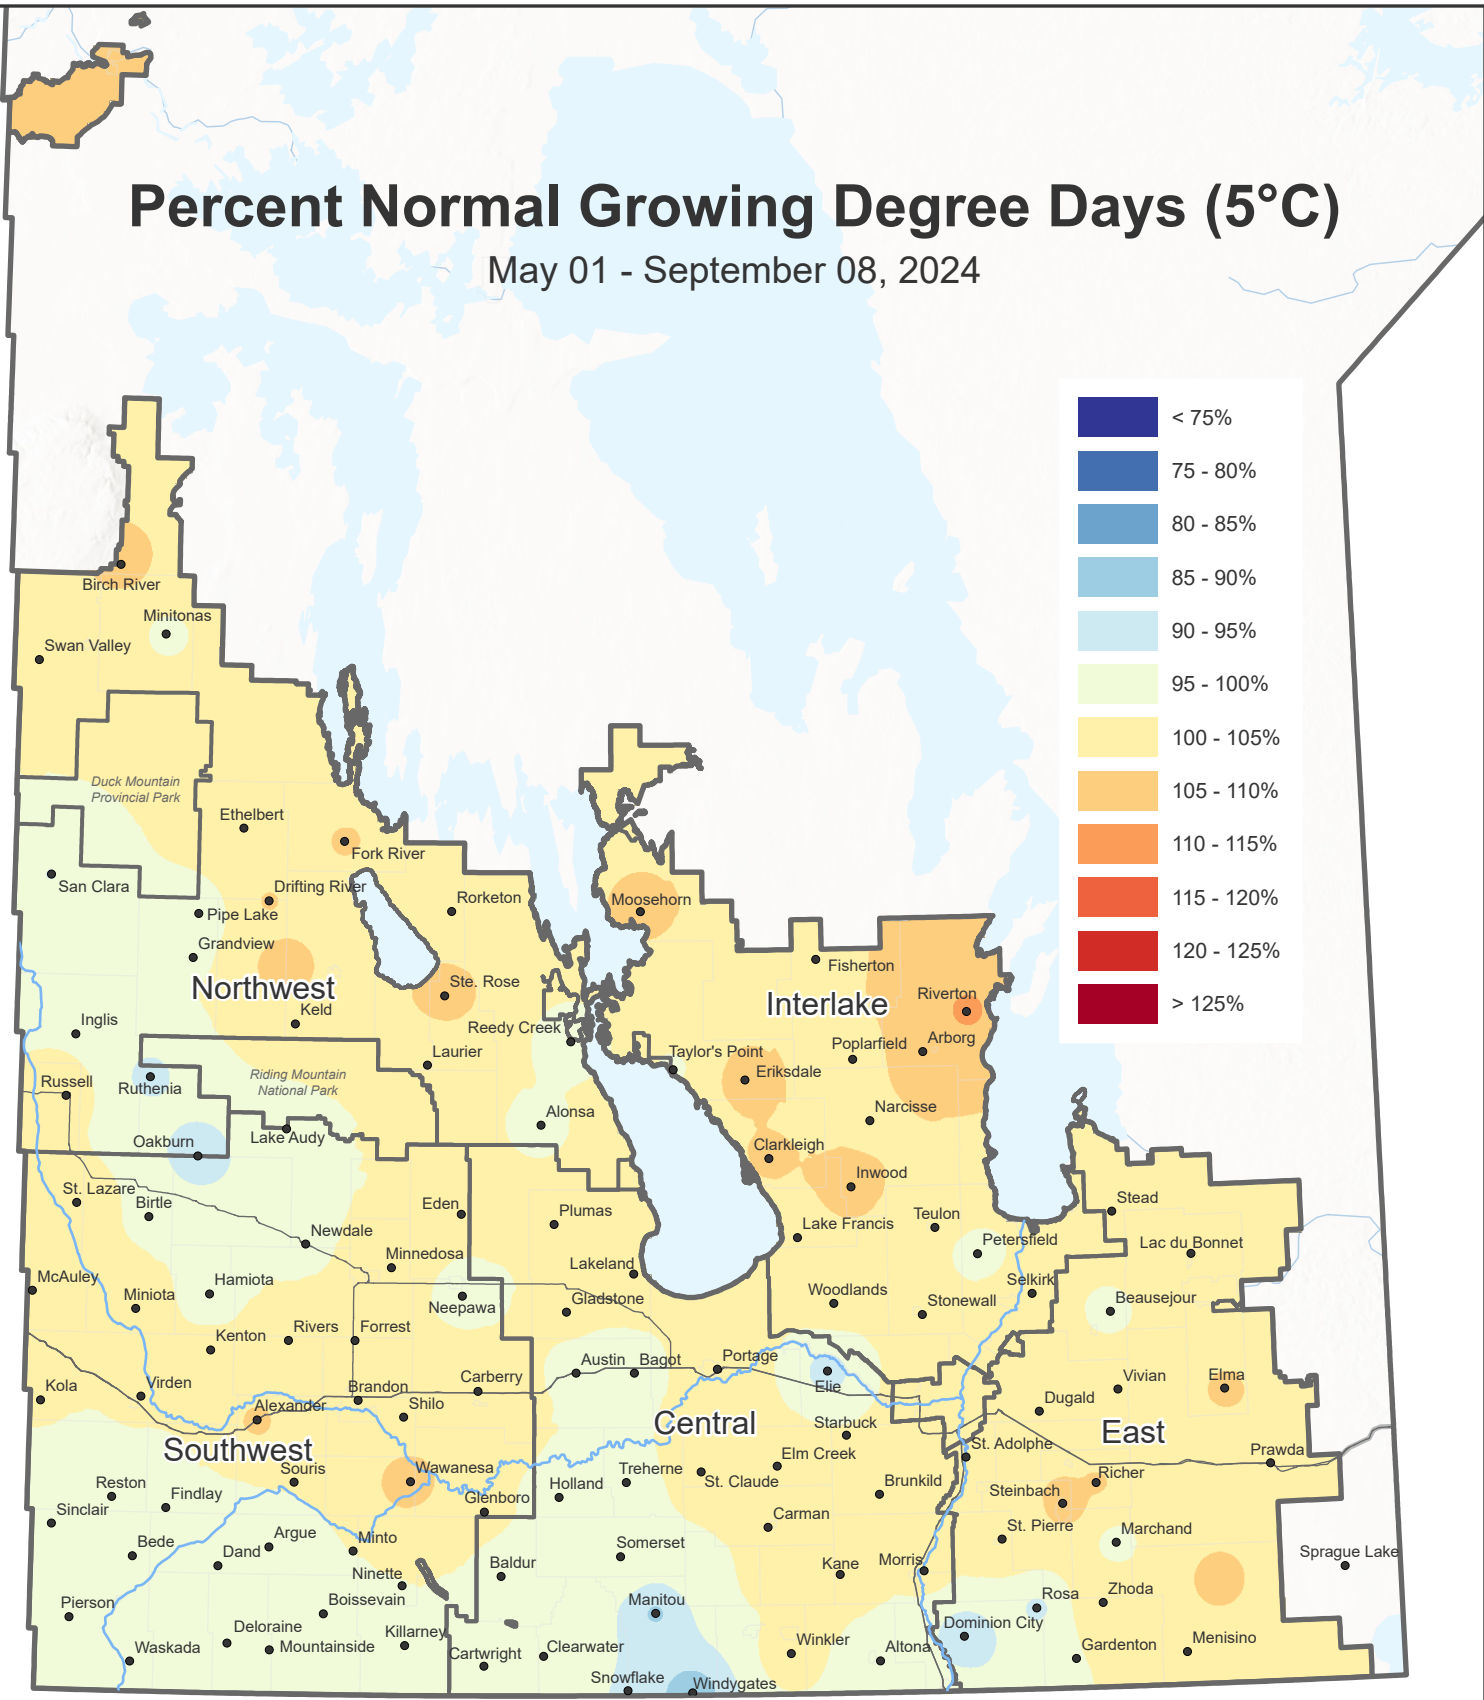 Percent Normal Growing Degree Days (5°C)
May 01 - September 08, 2024
< 75%
75 - 80%
80 - 85%
85 - 90%
90 - 95%
95 - 100%
100 - 105%
105 - 110%
110 - 115%
115 - 120%
120 - 125%
> 125%
Birch River
Minitonas
Swan Valley
Duck Mountain
Provincial Park
Ethelbert
Fork River
San Clara
Drifting River
Pipe Lake
Rorketon
Moosehorn
Grandview
Northwest
Ste. Rose
Keld
Inglis
Reedy Creek
Fisherton
Interlake
Riverton
Arborg
Poplarfield
Taylor's Point
Eriksdale
Laurier
Russell
Ruthenia
Riding Mountain
National Park
Narcisse
Alonsa
Oakburn
Lake Audy
Clarkleigh
Inwood
St. Lazare
Birtle
Eden
Plumas
Lake Francis
Teulon
Stead
Newdale
Petersfield
Lac du Bonnet
Minnedosa
Lakeland
McAuley
Hamiota
Miniota
Neepawa
Gladstone
Woodlands
Stonewall
Selkirk
Beausejour
Kenton
Rivers
Forrest
Austin
Bagot
Portage
Elie
Vivian
Elma
Carberry
Kola
Virden
Brandon
Shilo
Alexander
Dugald
Central
Starbuck
East
Southwest
St. Adolphe
Prawda
Elm Creek
Souris
Wawanesa
Treherne
St. Claude
Holland
Brunkild
Richer
Steinbach
Reston
Findlay
Glenboro
Sinclair
Carman
St. Pierre
Marchand
Bede
Argue
Dand
Minto
Somerset
Baldur
Kane
Morris
Sprague Lake
Ninette
Pierson
Boissevain
Manitou
Rosa
Zhoda
Deloraine
Killarney
Dominion City
Waskada
Mountainside
Cartwright
Clearwater
Winkler
Altona
Gardenton
Menisino
Snowflake
Windygates